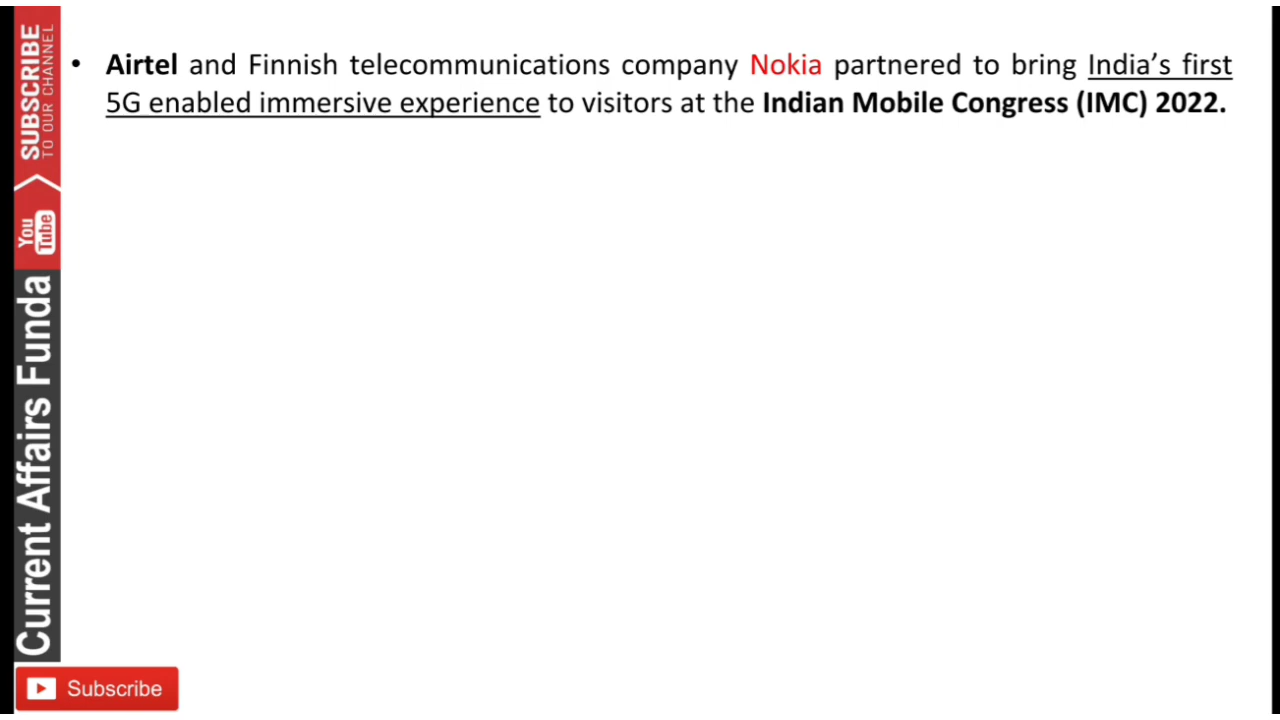 • Airtel and Finnish telecommunications company Nokia partnered to bring India’s first
5G enabled immersive experience to visitors at the Indian Mobile Congress (IMC) 2022.
SUBSCRIBE
TO OUR CHANNEL
You
Tube
Current Affairs Funda
Subscribe